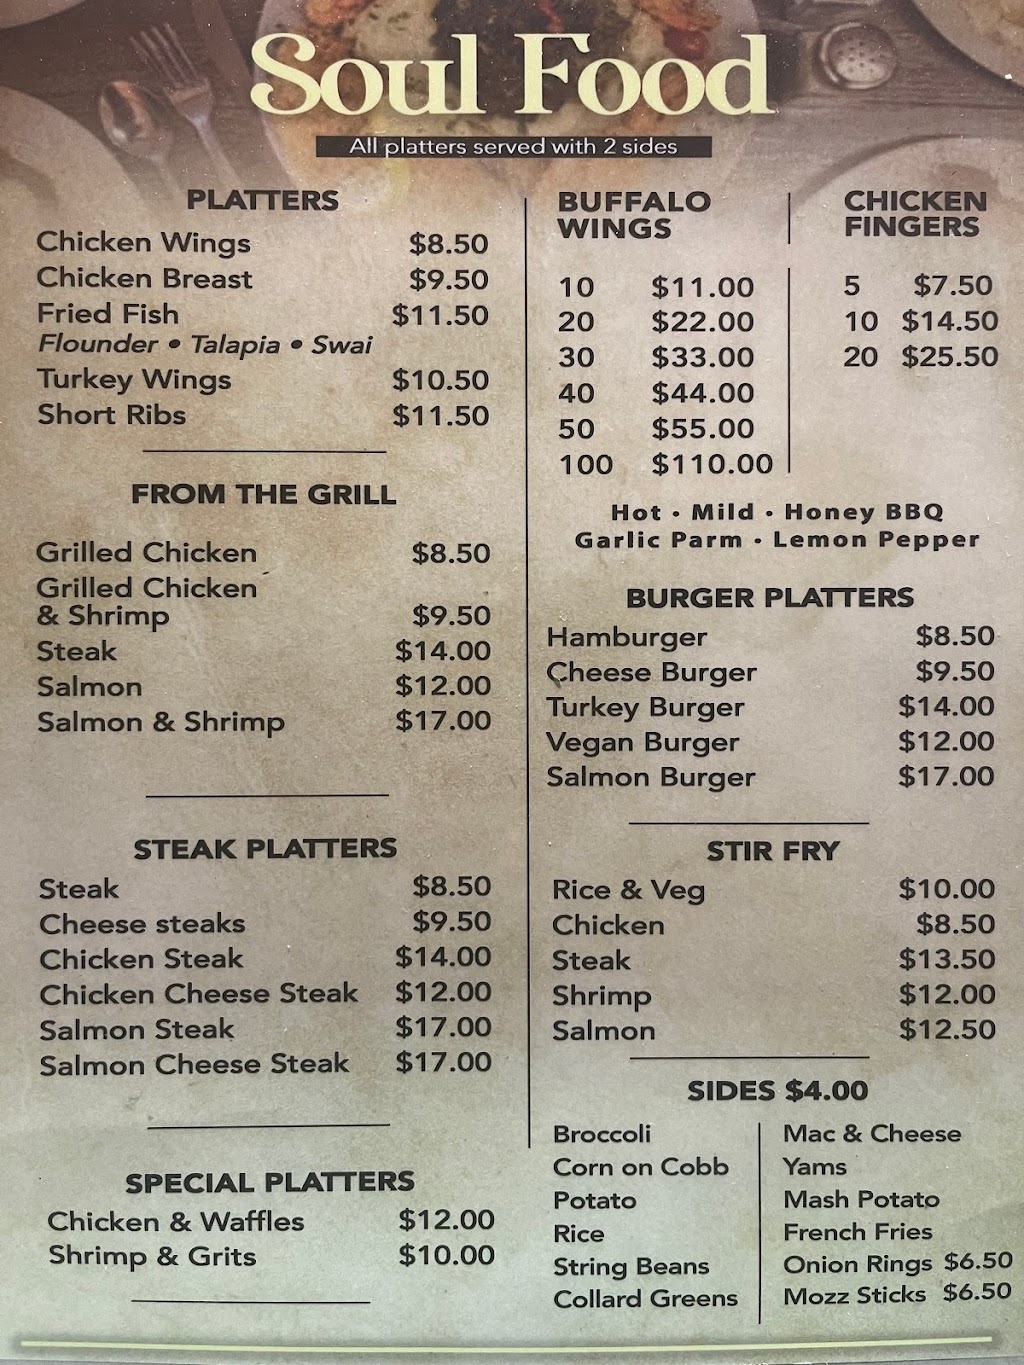 Soul Food
All platters served with 2 sides
PLATTERS
Chicken Wings $8.50
Chicken Breast $9.50
Fried Fish $11.50
Flounder • Talapia • Swai
Turkey Wings $10.50
Short Ribs $11.50
FROM THE GRILL
Grilled Chicken $8.50
Grilled Chicken
& Shrimp $9.50
Steak $14.00
Salmon $12.00
Salmon & Shrimp $17.00
STEAK PLATTERS
Steak $8.50
Cheese steaks $9.50
Chicken Steak $14.00
Chicken Cheese Steak $12.00
Salmon Steak $17.00
Salmon Cheese Steak $17.00
SPECIAL PLATTERS
Chicken & Waffles $12.00
Shrimp & Grits $10.00
BUFFALO
WINGS
10 $11.00
20 $22.00
30 $33.00
40 $44.00
50 $55.00
100 $110.00
CHICKEN
FINGERS
5 $7.50
10 $14.50
20 $25.50
Hot • Mild • Honey BBQ
Garlic Parm • Lemon Pepper
BURGER PLATTERS
Hamburger $8.50
Cheese Burger $9.50
Turkey Burger $14.00
Vegan Burger $12.00
Salmon Burger $17.00
STIR FRY
Rice & Veg $10.00
Chicken $8.50
Steak $13.50
Shrimp $12.00
Salmon $12.50
SIDES $4.00
Broccoli
Corn on Cobb
Potato
Rice
String Beans
Collard Greens
Mac & Cheese
Yams
Mash Potato
French Fries
Onion Rings $6.50
Mozz Sticks $6.50